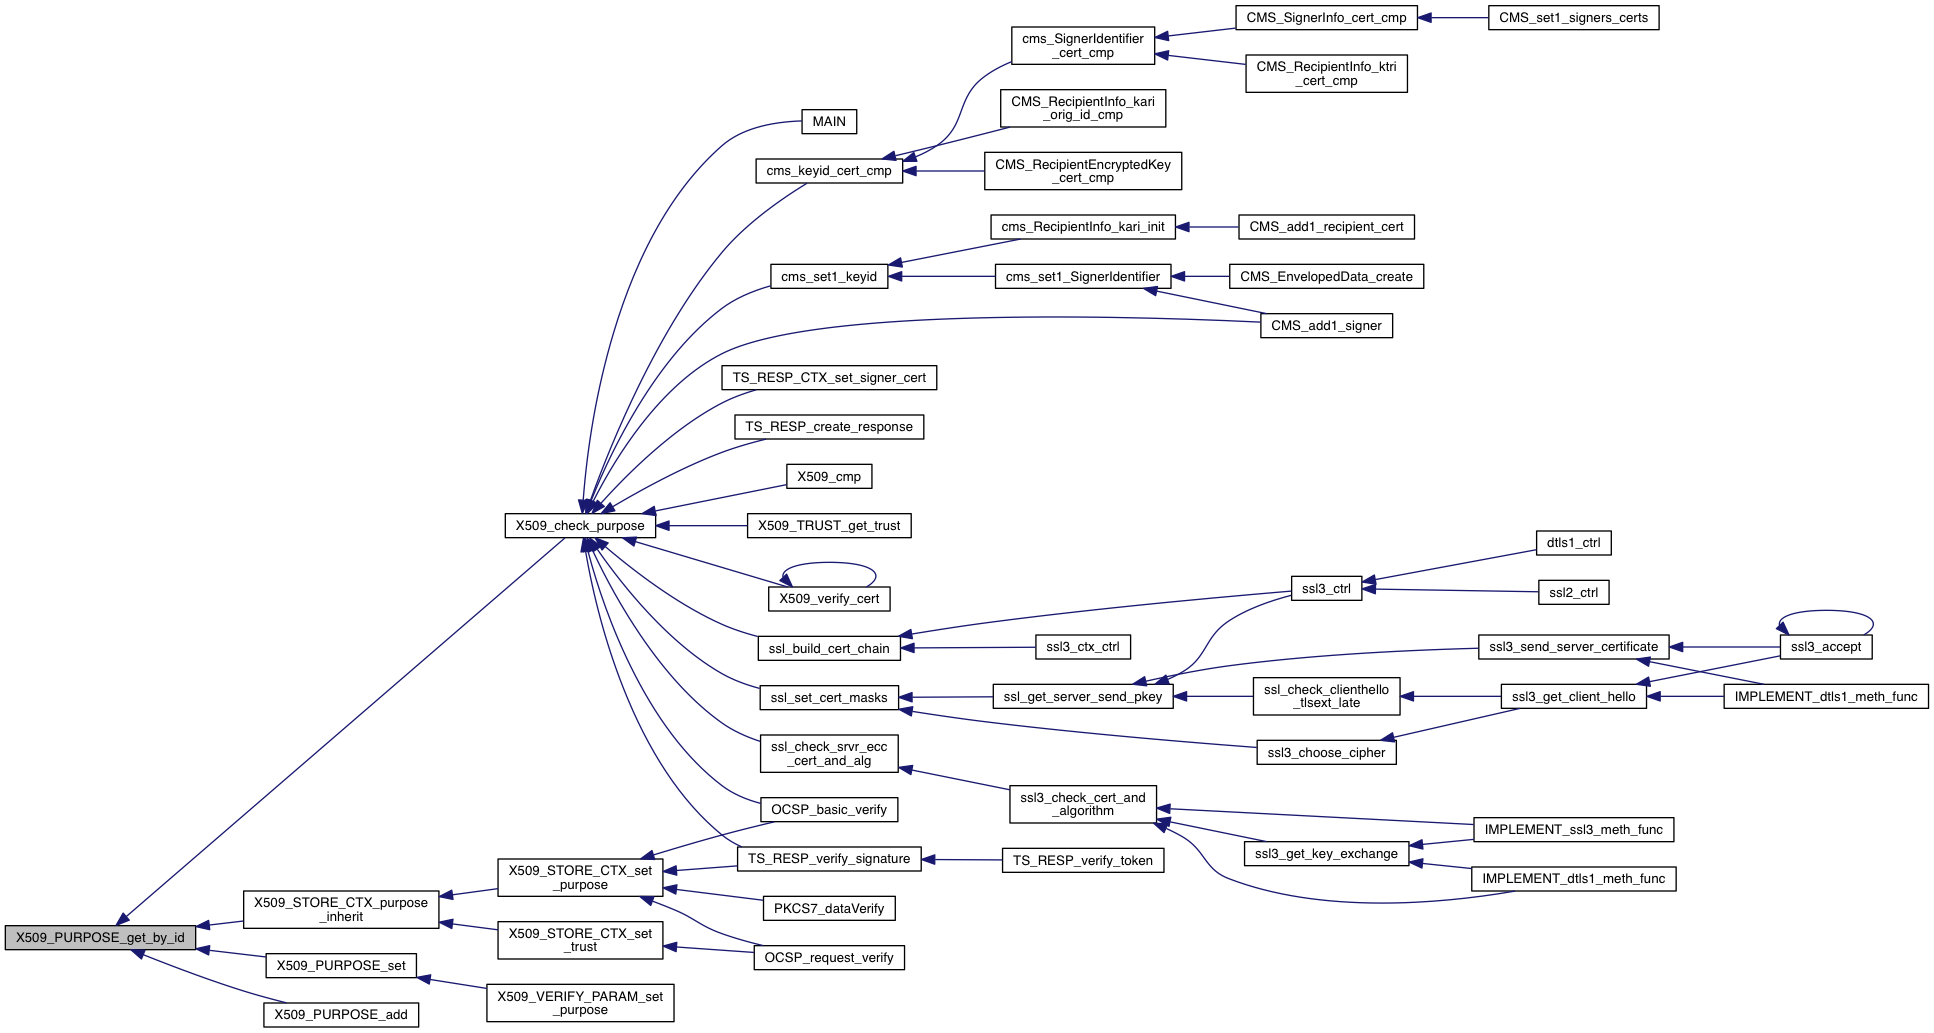 CMS_SignerInfo_cert_cmp
CMS_set1_signers_certs
cms_SignerIdentifier
_cert_cmp
CMS_RecipientInfo_ktri
_cert_cmp
CMS_RecipientInfo_kari
_orig_id_cmp
MAIN
cms_keyid_cert_cmp
CMS_RecipientEncryptedKey
_cert_cmp
cms_RecipientInfo_kari_init
CMS_add1_recipient_cert
cms_set1_keyid
cms_set1_SignerIdentifier
CMS_EnvelopedData_create
CMS_add1_signer
TS_RESP_CTX_set_signer_cert
TS_RESP_create_response
X509_cmp
X509_check_purpose
X509_TRUST_get_trust
dtls1_ctrl
X509_verify_cert
ssl3_ctrl
ssl2_ctrl
ssl_build_cert_chain
ssl3_ctx_ctrl
ssl3_send_server_certificate
ssl3_accept
ssl_set_cert_masks
ssl_get_server_send_pkey
ssl_check_clienthello
_tlsext_late
ssl3_get_client_hello
IMPLEMENT_dtls1_meth_func
ssl_check_srvr_ecc
_cert_and_alg
ssl3_choose_cipher
OCSP_basic_verify
ssl3_check_cert_and
_algorithm
IMPLEMENT_ssl3_meth_func
TS_RESP_verify_signature
TS_RESP_verify_token
ssl3_get_key_exchange
IMPLEMENT_dtls1_meth_func
X509_STORE_CTX_set
_purpose
X509_STORE_CTX_purpose
_inherit
PKCS7_dataVerify
X509_PURPOSE_get_by_id
X509_STORE_CTX_set
_trust
OCSP_request_verify
X509_PURPOSE_set
X509_VERIFY_PARAM_set
_purpose
X509_PURPOSE_add